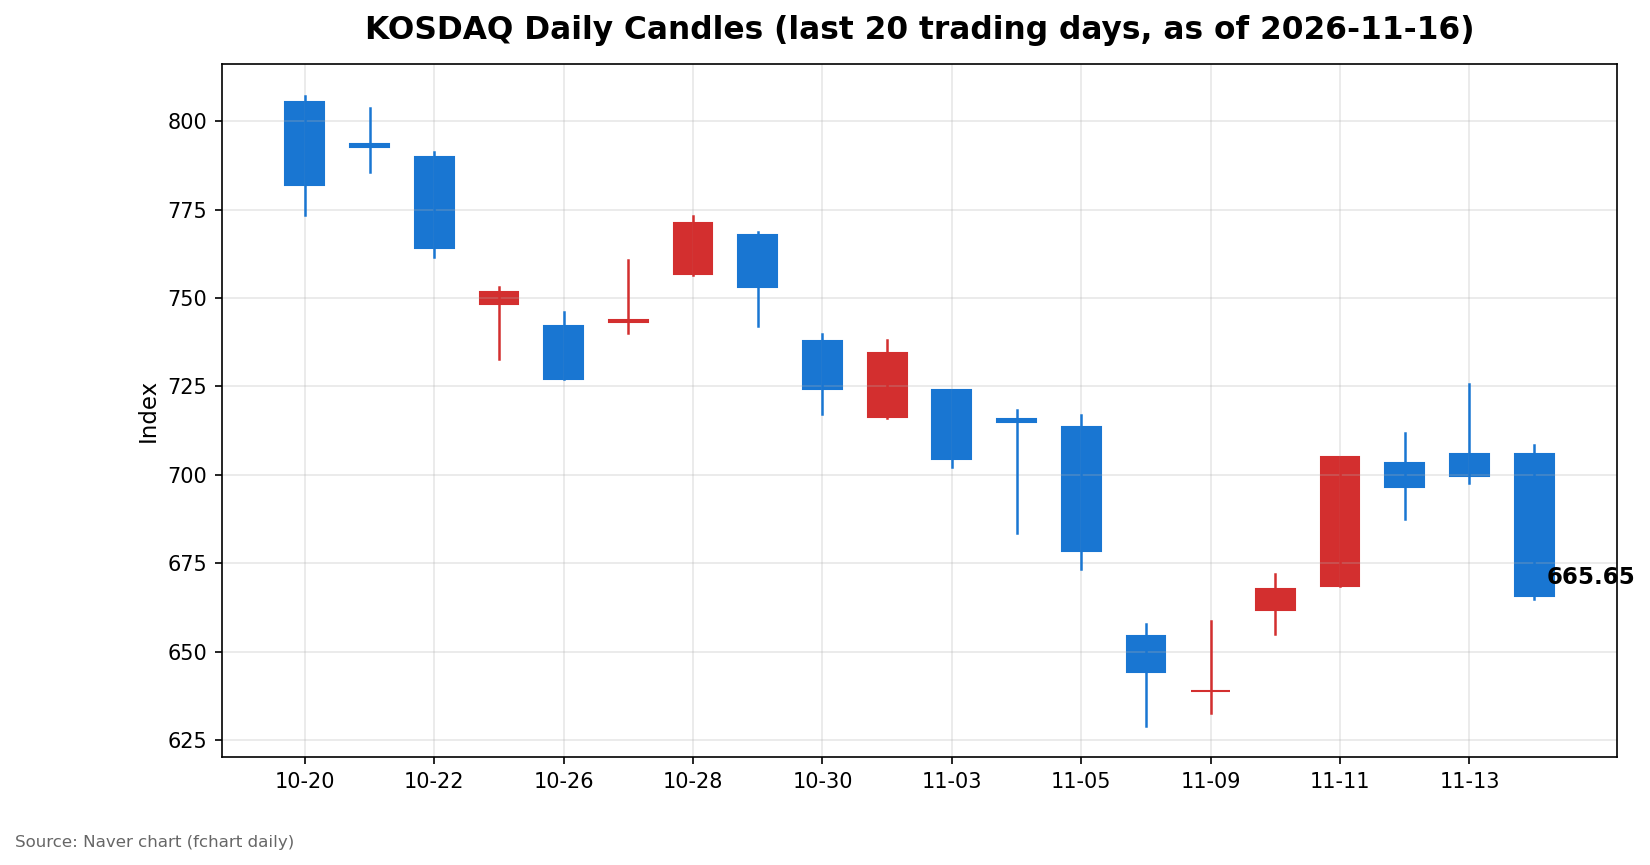 KOSDAQ Daily Candles (last 20 trading days, as of 2026-11-16)
Index
800
775
750
725
700
675
650
625
665.65
10-20 10-22 10-26 10-28 10-30 11-03 11-05 11-09 11-11 11-13
Source: Naver chart (fchart daily)